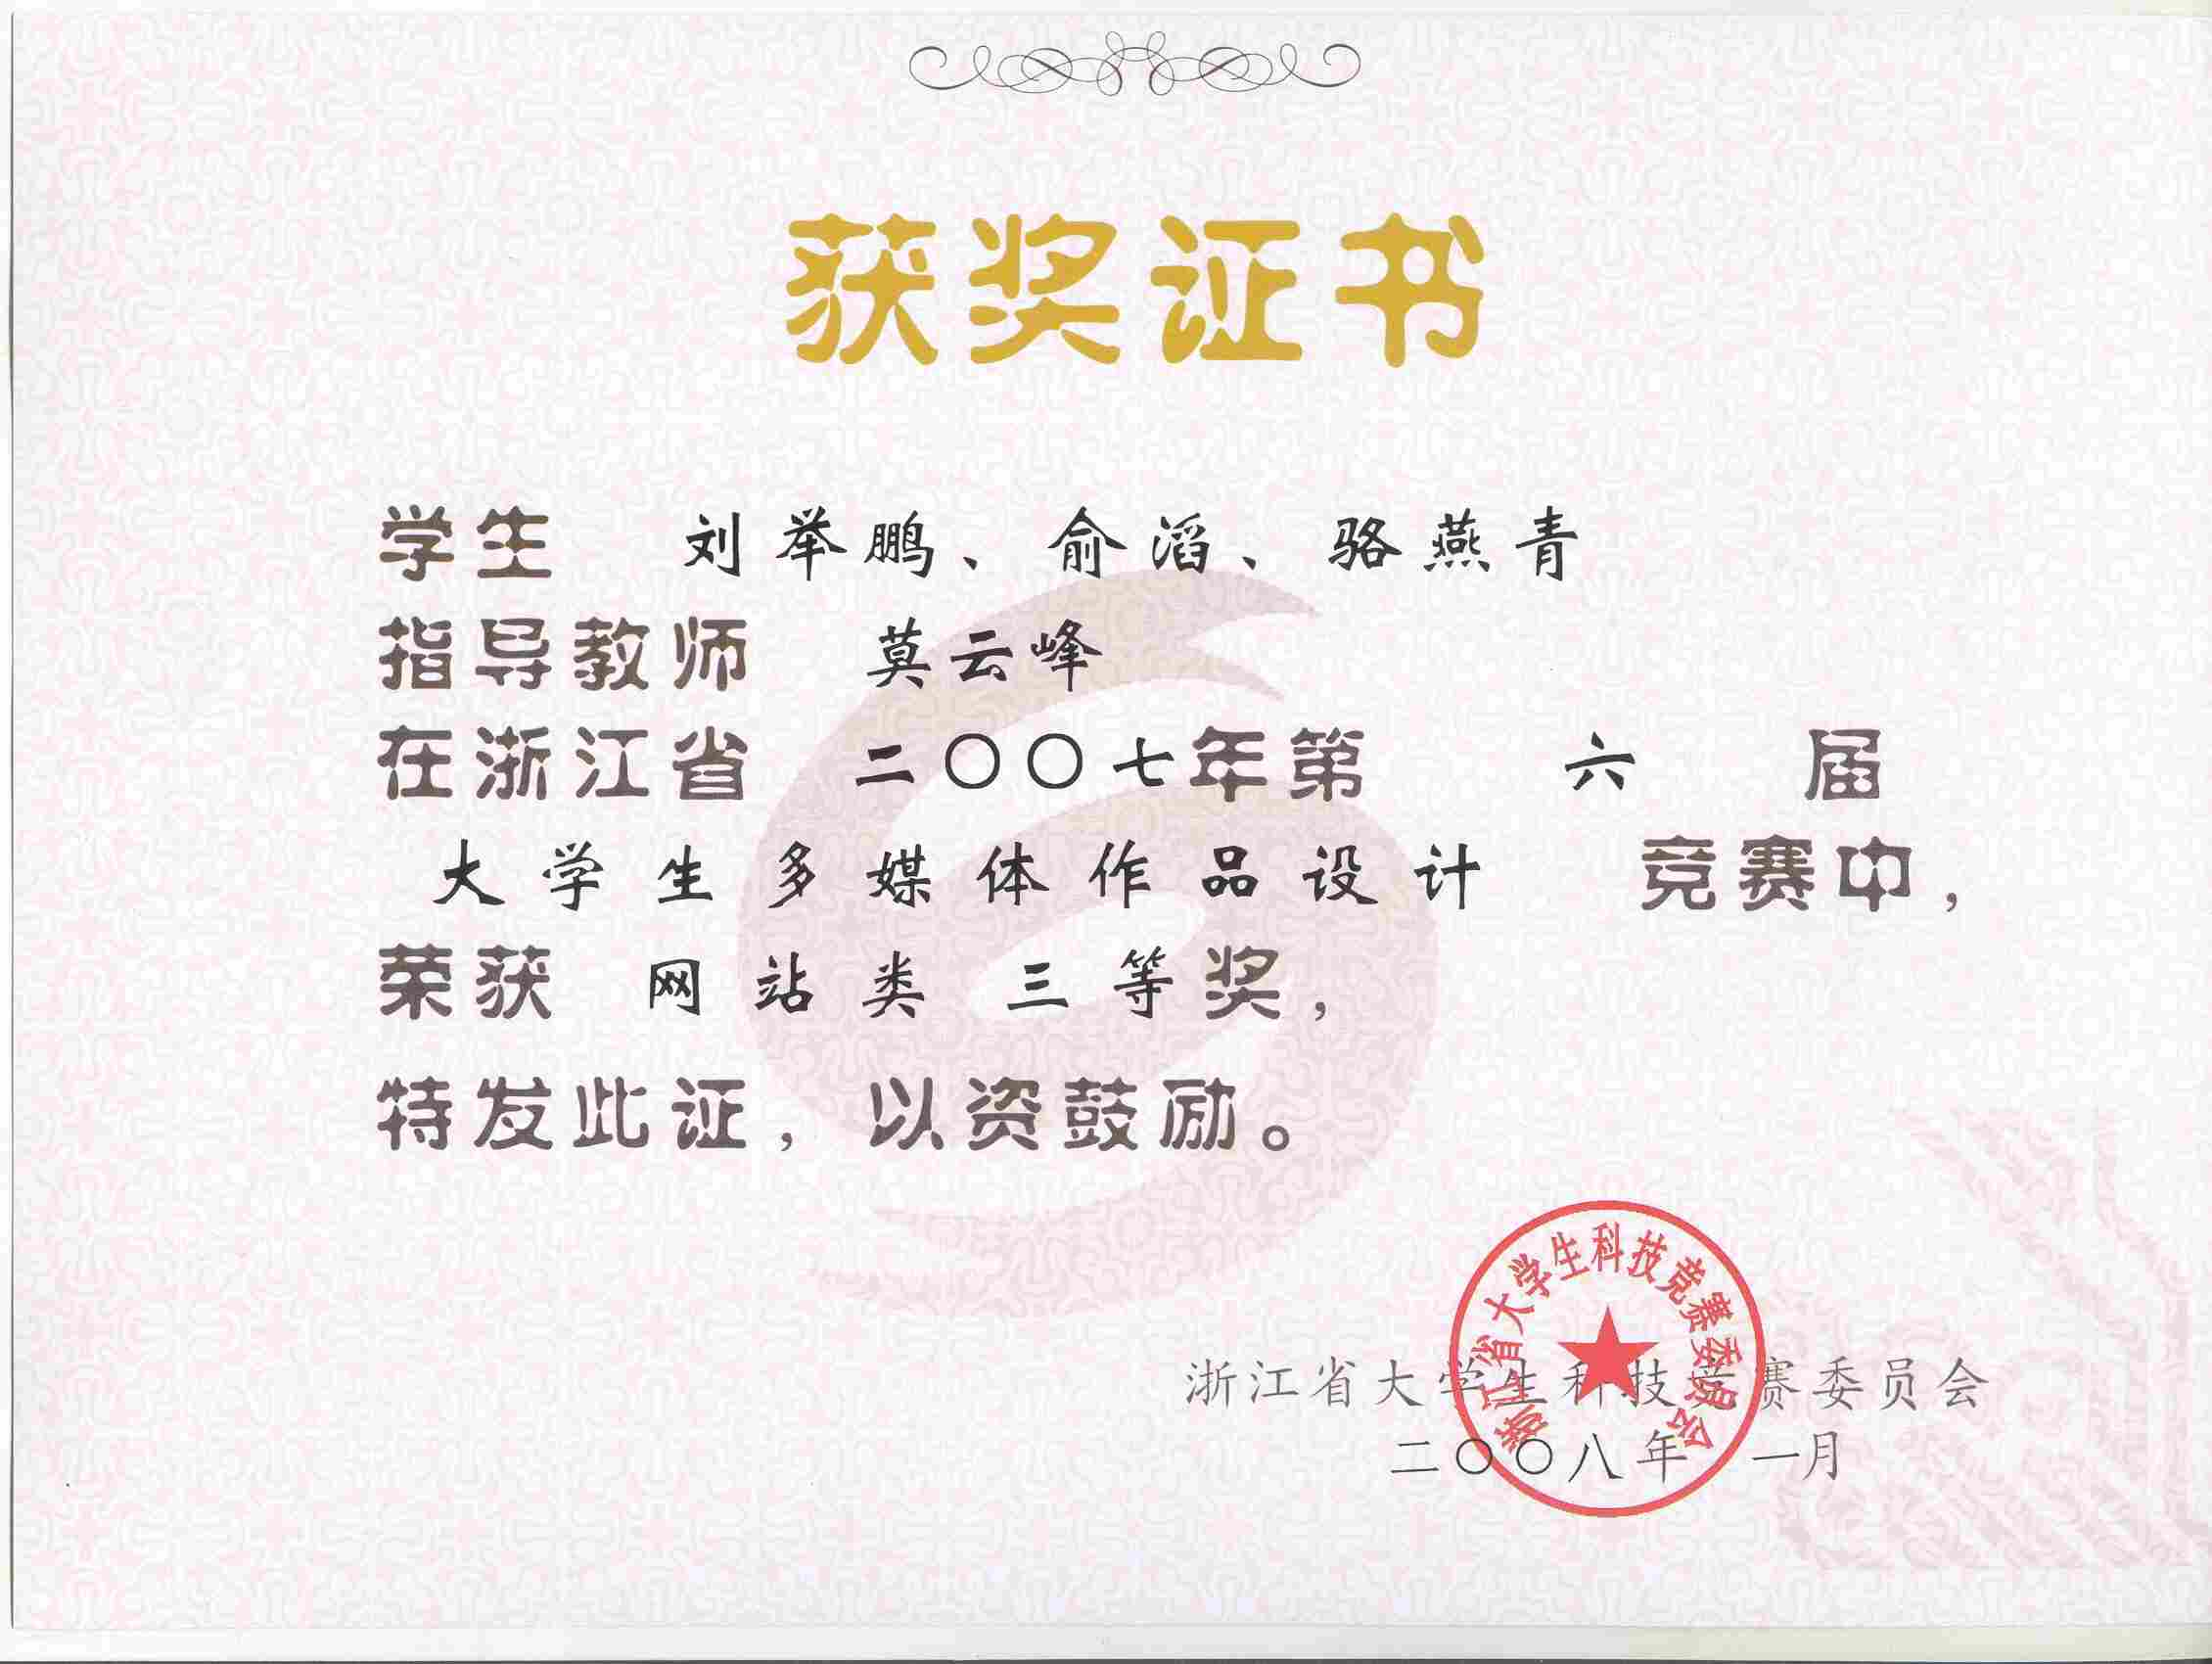 获奖证书
学生 刘举鹏、俞滔、骆燕青
指导教师 莫云峰
在浙江省 二〇〇七年第 六 届
大学生多媒体作品设计 竞赛中，
荣获 网站类 三等奖，
特发此证，以资鼓励。
浙江省大学生科技竞赛委员会
浙江省大学生科技竞赛委员会
二〇〇八年 一月